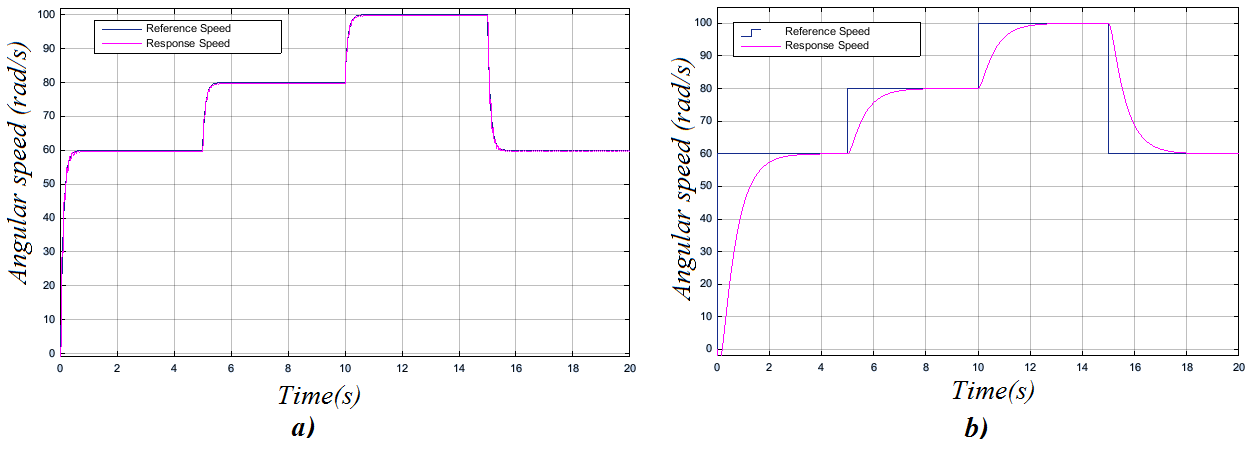 Reference Speed
Response Speed
Angular speed (rad/s)
100
90
80
70
60
50
40
30
20
10
0
0 2 4 6 8 10 12 14 16 18 20
Time(s)
a)
Reference Speed
Response Speed
Angular speed (rad/s)
100
90
80
70
60
50
40
30
20
10
0
0 2 4 6 8 10 12 14 16 18 20
Time(s)
b)